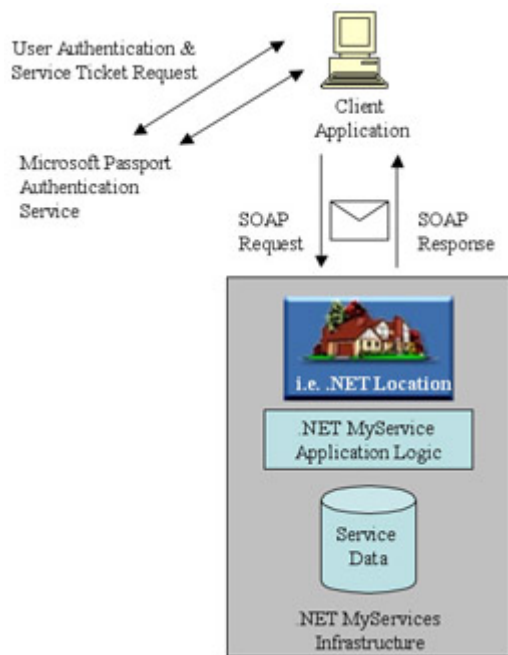 User Authentication &
Service Ticket Request
Client
Application
Microsoft Passport
Authentication
Service
SOAP
Request
SOAP
Response
i.e. .NET Location
.NET MyService
Application Logic
Service
Data
.NET MyServices
Infrastructure